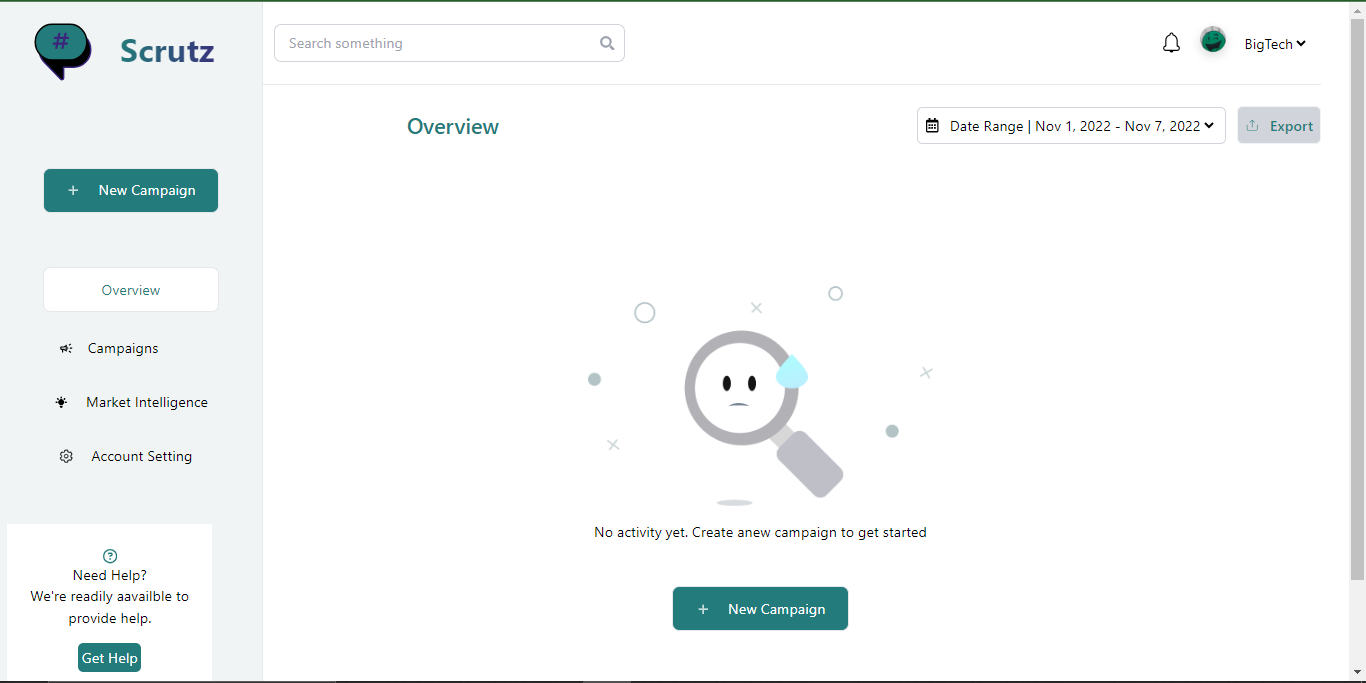 #
Scrutz
Search something
BigTech
Overview
Date Range | Nov 1, 2022 - Nov 7, 2022
Export
+ New Campaign
Overview
Campaigns
Market Intelligence
Account Setting
No activity yet. Create anew campaign to get started
+ New Campaign
?
Need Help?
We're readily aavailble to
provide help.
Get Help